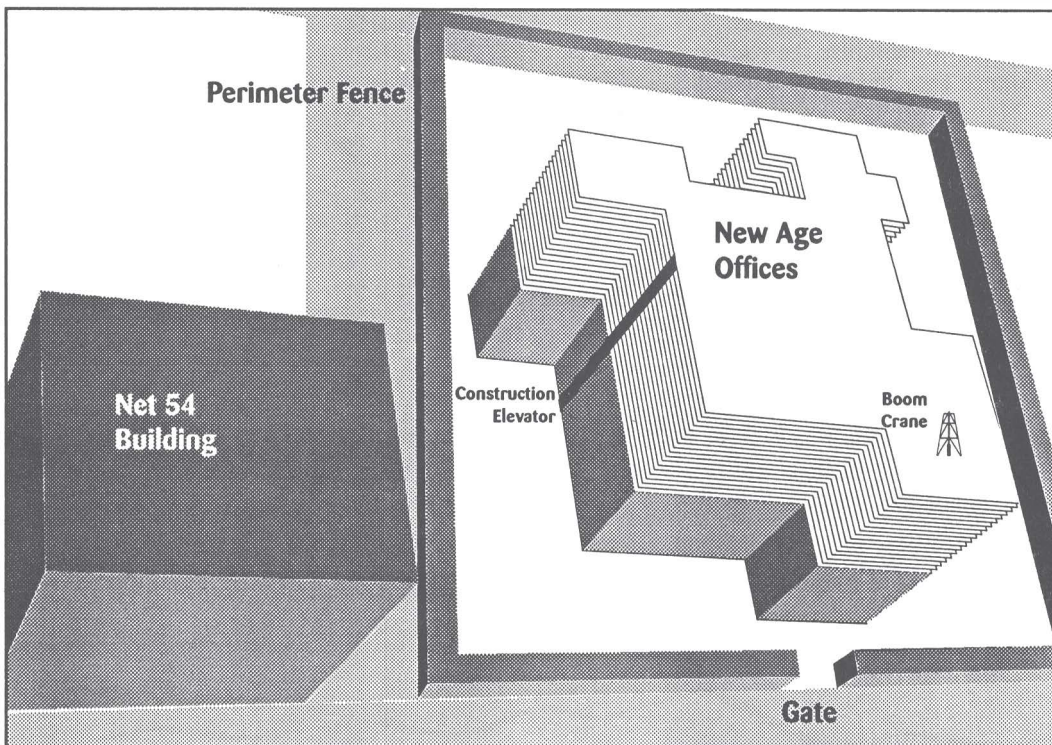 Perimeter Fence
New Age
Offices
Net 54
Building
Construction
Elevator
Boom
Crane
Gate